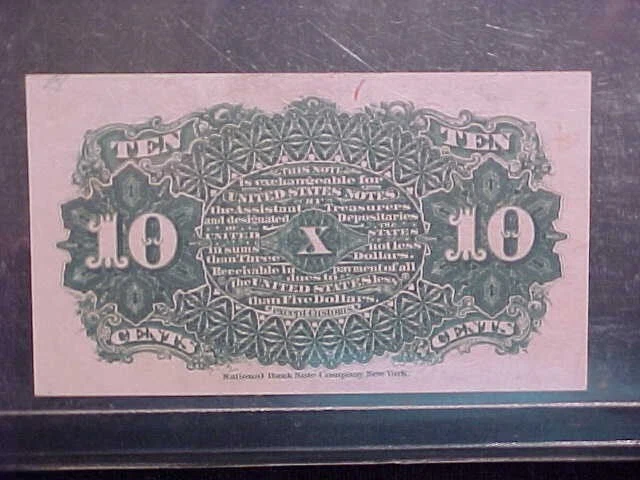 TEN TEN
THIS NOTE
is exchangeable for
UNITED STATES NOTES
BY
the Assistant Treasurers
and designated Depositaries
OF THE
UNITED STATES
10 X 10
in sums not less
than Three Dollars.
Receivable in payment of all
dues to
the UNITED STATES less
than Five Dollars.
except Customs.
CENTS CENTS
National Bank Note Company New York.